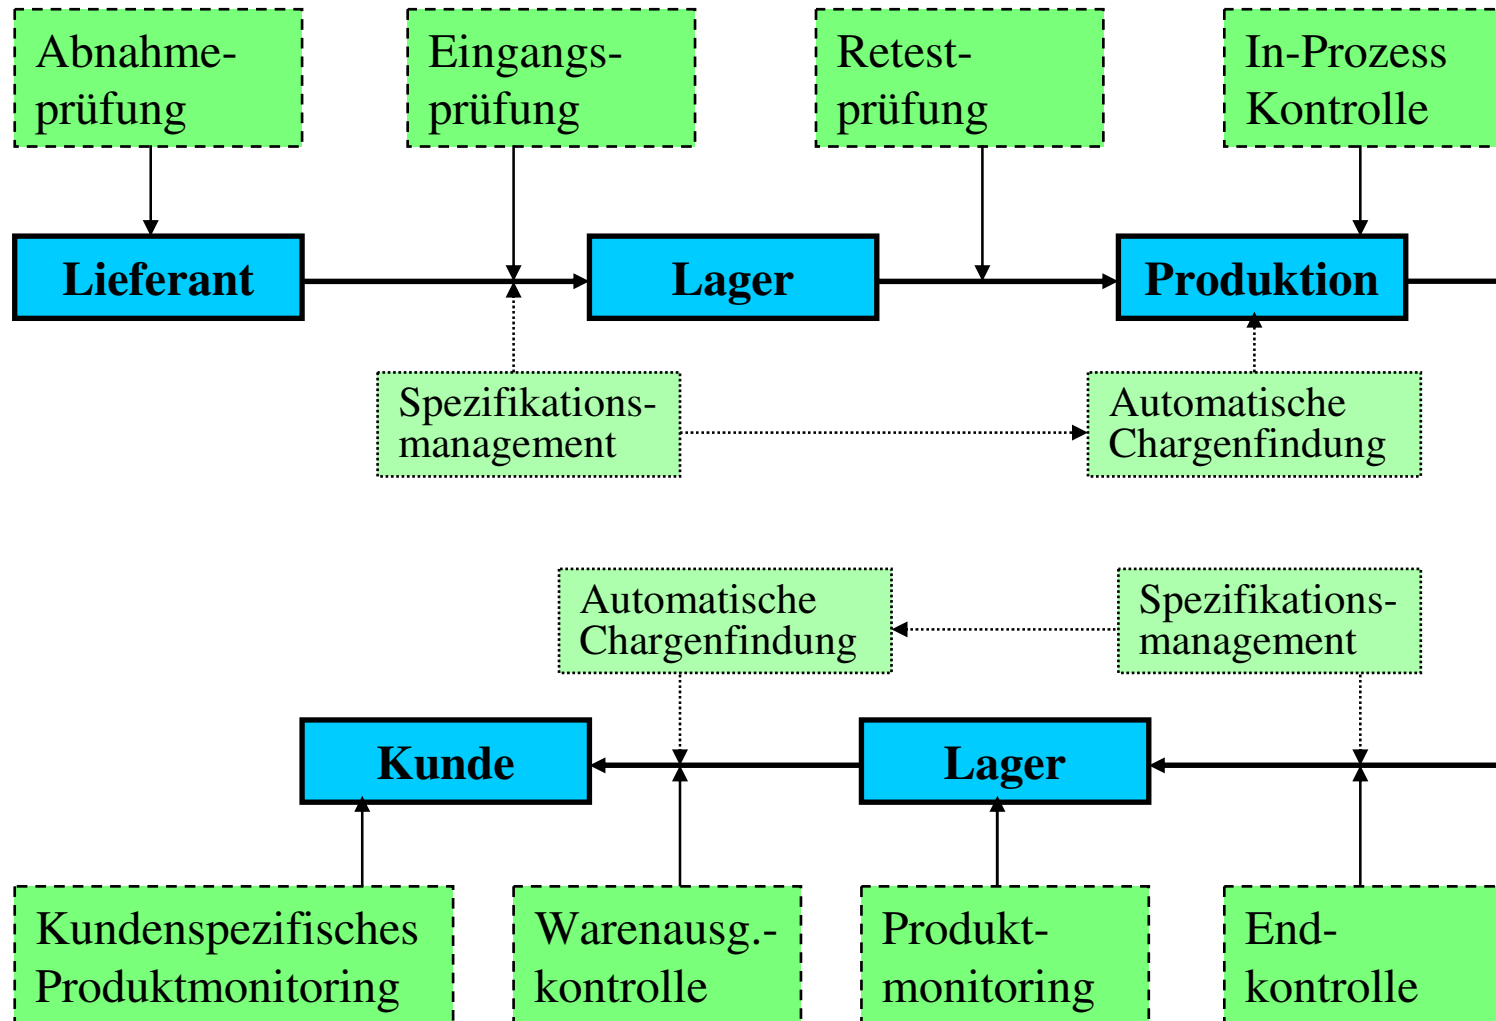 Abnahme-
prüfung
Eingangs-
prüfung
Retest-
prüfung
In-Prozess
Kontrolle
Lieferant
Lager
Produktion
Spezifikations-
management
Automatische
Chargenfindung
Automatische
Chargenfindung
Spezifikations-
management
Kunde
Lager
Kundenspezifisches
Produktmonitoring
Warenausg.-
kontrolle
Produkt-
monitoring
End-
kontrolle